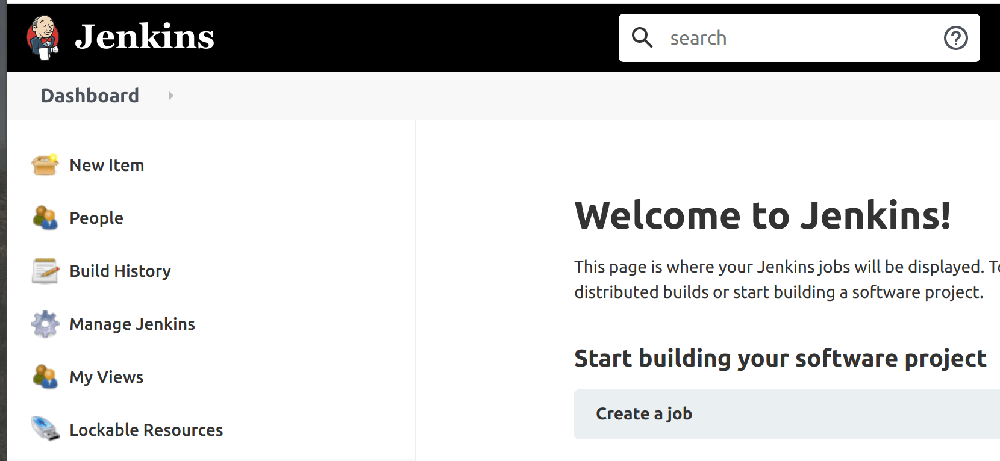 Jenkins
search
Dashboard
New Item
People
Build History
Manage Jenkins
My Views
Lockable Resources
Welcome to Jenkins!
This page is where your Jenkins jobs will be displayed.
distributed builds or start building a software project.
Start building your software project
Create a job